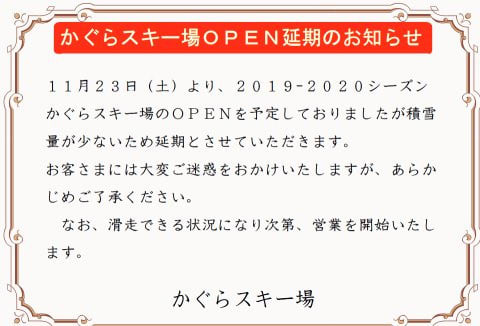 かぐらスキー場ＯＰＥＮ延期のお知らせ
１１月２３日（土）より、２０１９-２０２０シーズン
かぐらスキー場のＯＰＥＮを予定しておりましたが積雪
量が少ないため延期とさせていただきます。
お客さまには大変ご迷惑をおかけいたしますが、あらか
じめご了承ください。
　なお、滑走できる状況になり次第、営業を開始いたし
ます。
かぐらスキー場